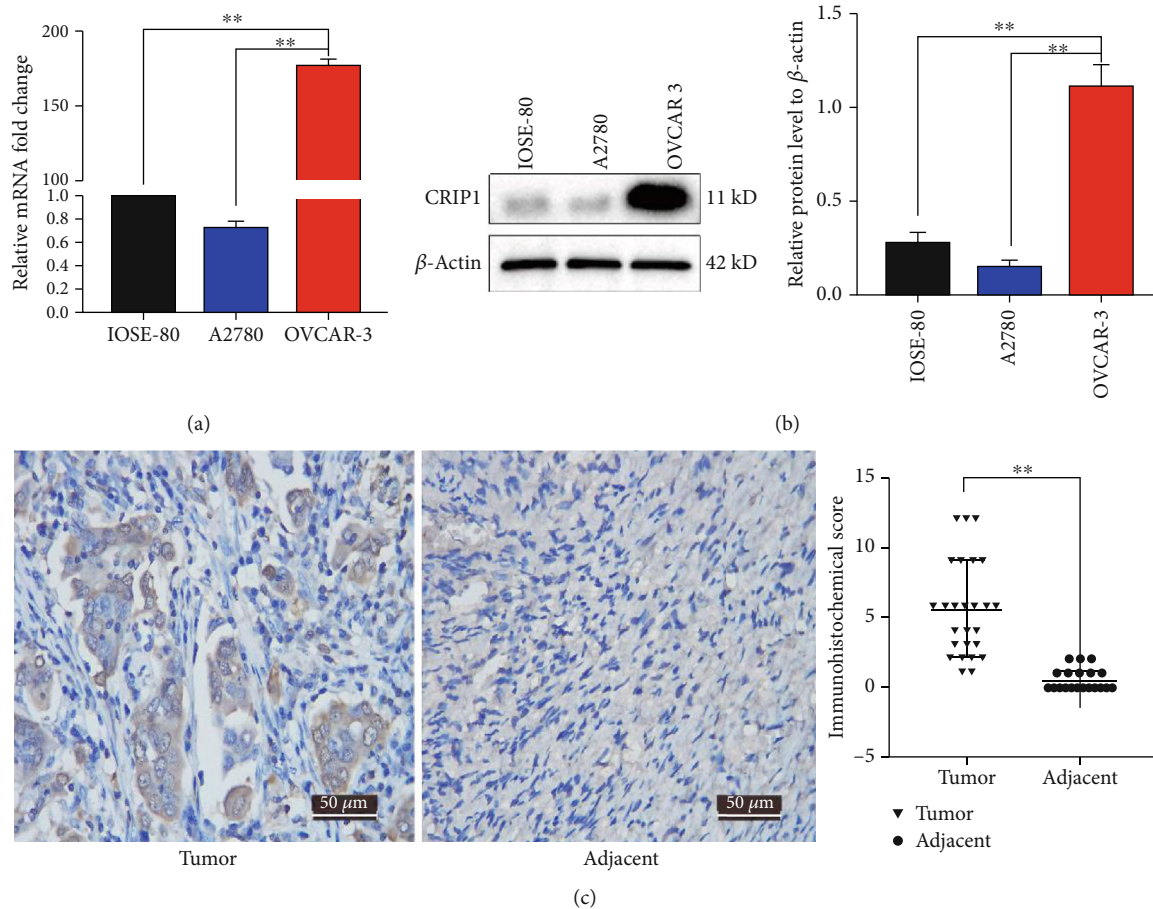 Relative mRNA fold change
200
150
100
1.0
0.8
0.6
0.4
0.2
0.0
**
**
IOSE-80 A2780 OVCAR-3
(a)
IOSE-80 A2780 OVCAR 3
CRIP1 11 kD
β-Actin 42 kD
Relative protein level to β-actin
1.5
1.0
0.5
0.0
**
**
IOSE-80 A2780 OVCAR-3
(b)
50 μm
Tumor
50 μm
Adjacent
Immunohistochemical score
15
10
5
0
−5
**
Tumor Adjacent
Tumor
Adjacent
(c)